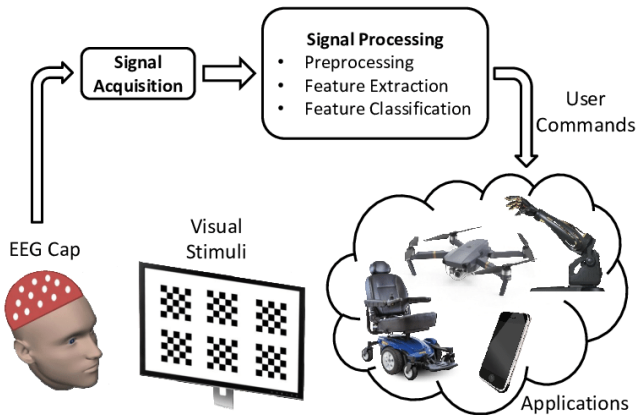 Signal
Acquisition
Signal Processing
• Preprocessing
• Feature Extraction
• Feature Classification
User
Commands
EEG Cap
Visual
Stimuli
Applications